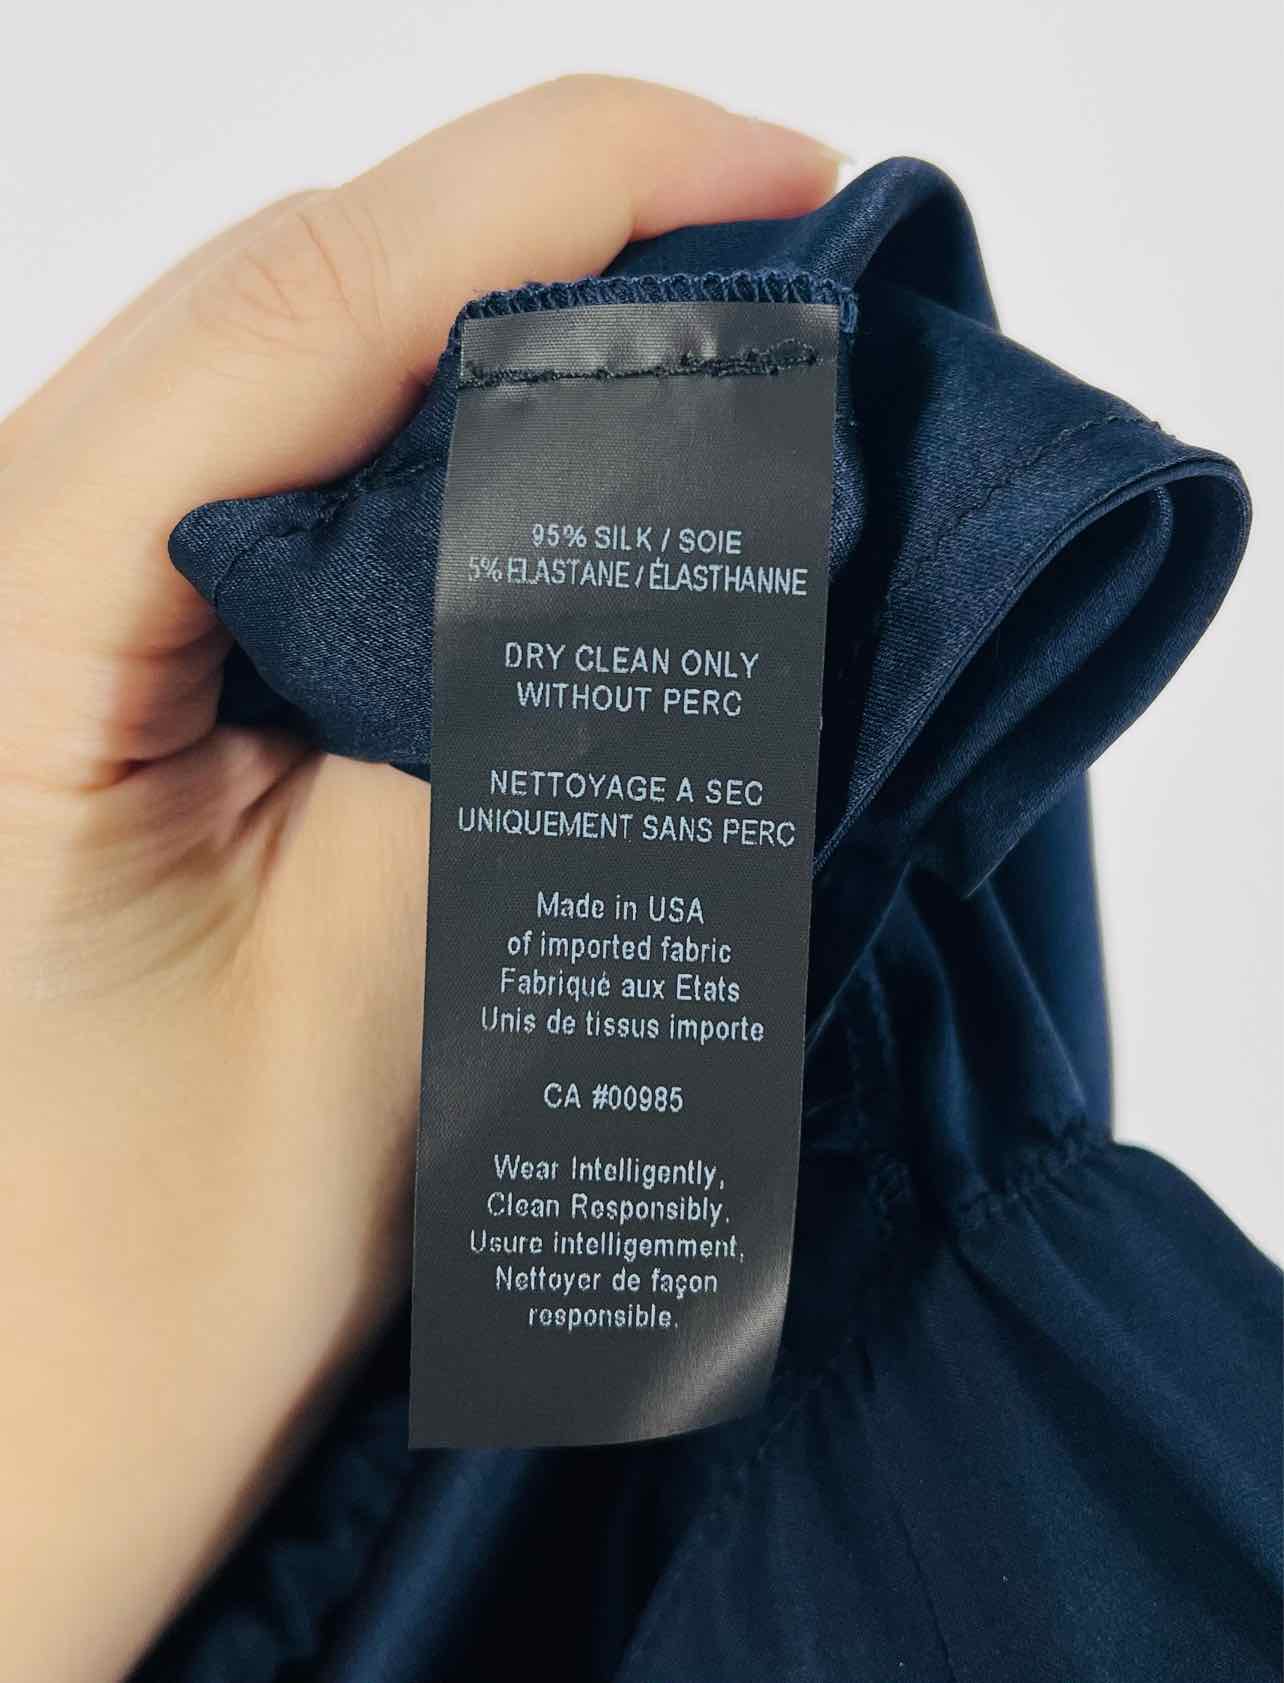 95% SILK / SOIE
5% ELASTANE / ÉLASTHANNE
DRY CLEAN ONLY
WITHOUT PERC
NETTOYAGE A SEC
UNIQUEMENT SANS PERC
Made in USA
of imported fabric
Fabriqué aux Etats
Unis de tissus importe
CA #00985
Wear Intelligently,
Clean Responsibly.
Usure intelligemment,
Nettoyer de façon
responsible.